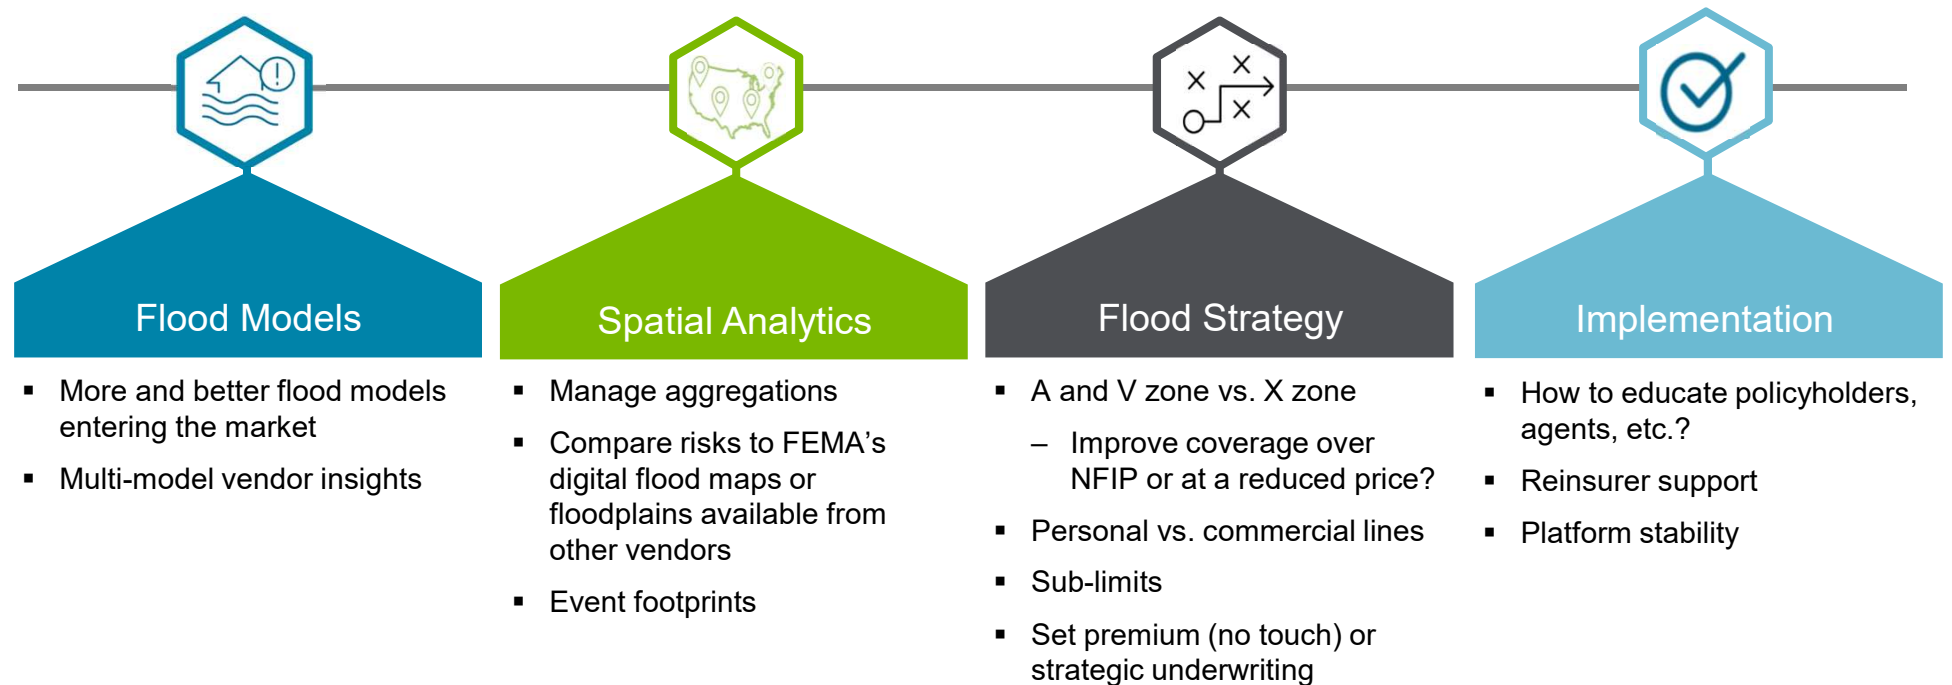 Flood Models
▪ More and better flood models
entering the market
▪ Multi-model vendor insights
Spatial Analytics
▪ Manage aggregations
▪ Compare risks to FEMA’s
digital flood maps or
floodplains available from
other vendors
▪ Event footprints
Flood Strategy
▪ A and V zone vs. X zone
– Improve coverage over
NFIP or at a reduced price?
▪ Personal vs. commercial lines
▪ Sub-limits
▪ Set premium (no touch) or
strategic underwriting
Implementation
▪ How to educate policyholders,
agents, etc.?
▪ Reinsurer support
▪ Platform stability